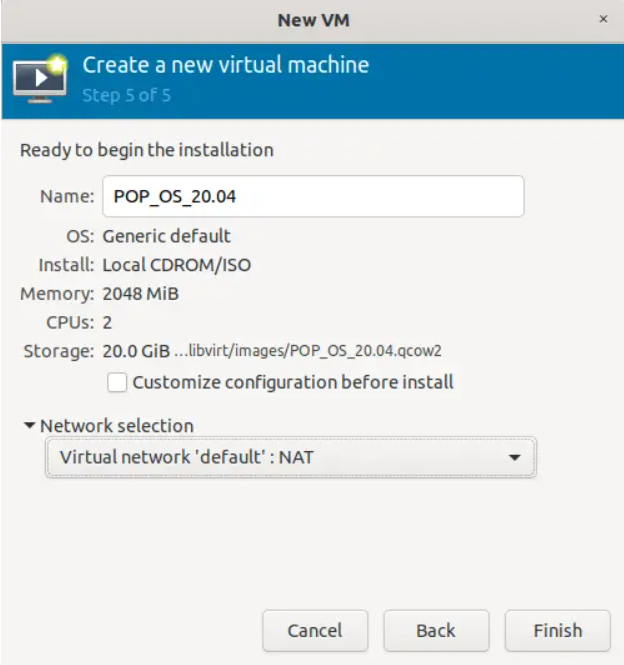 New VM ×
Create a new virtual machine
Step 5 of 5
Ready to begin the installation
Name: POP_OS_20.04
OS: Generic default
Install: Local CDROM/ISO
Memory: 2048 MiB
CPUs: 2
Storage: 20.0 GiB ...libvirt/images/POP_OS_20.04.qcow2
Customize configuration before install
Network selection
Virtual network 'default' : NAT
Cancel Back Finish